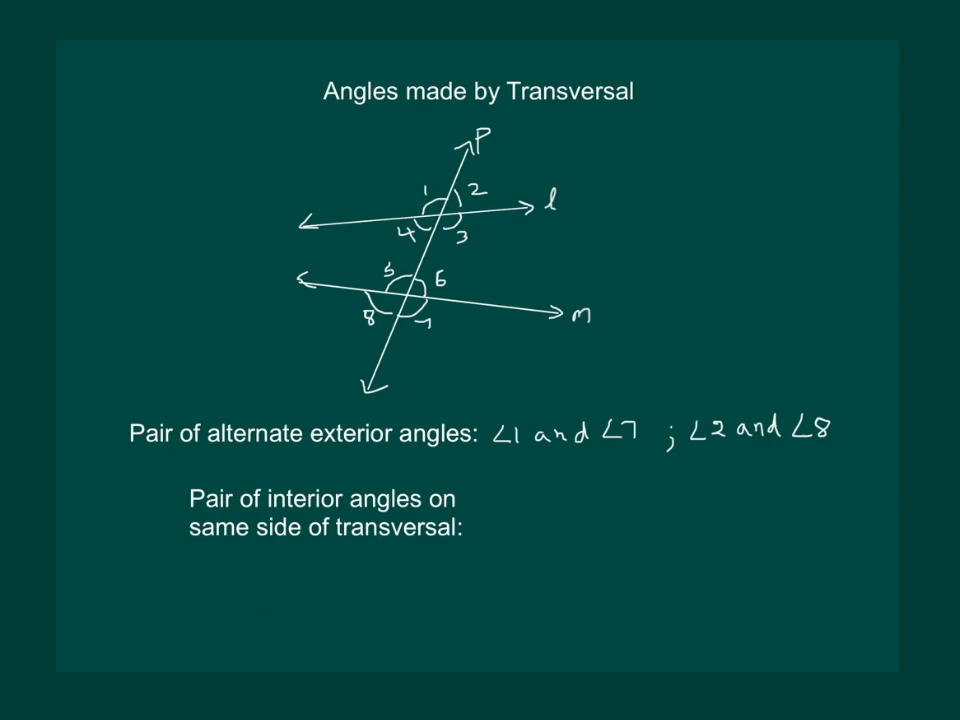 Angles made by Transversal
P
1 2
l
4 3
5 6
8 7
m
Pair of alternate exterior angles: ∠1 and ∠7 ; ∠2 and ∠8
Pair of interior angles on
same side of transversal: